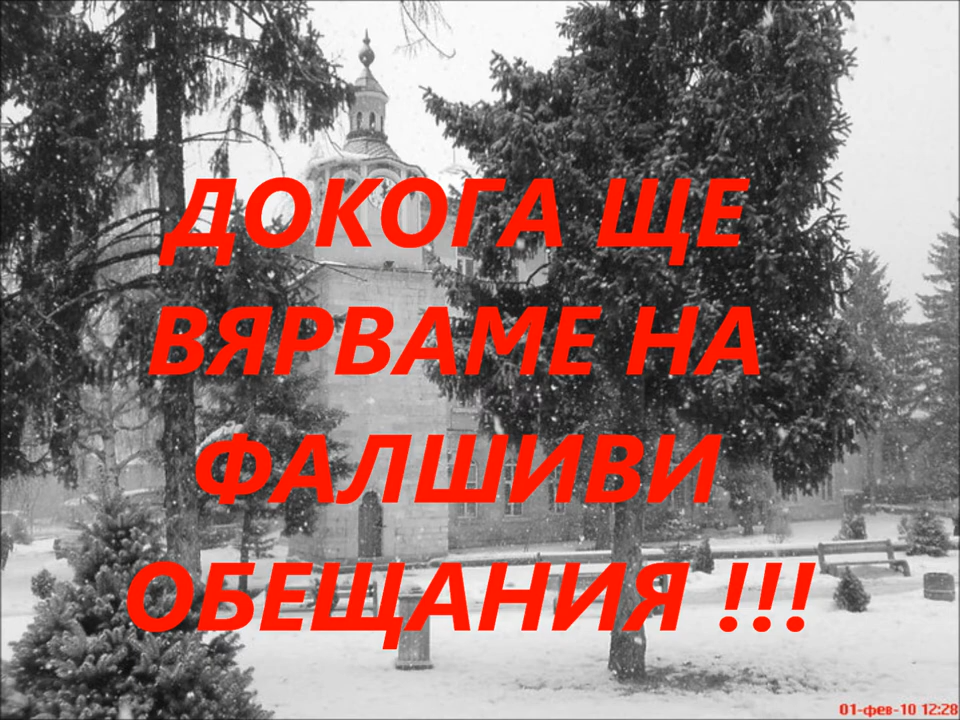 ДОКОГА ЩЕ
ВЯРВАМЕ НА
ФАЛШИВИ
ОБЕЩАНИЯ !!!
01-фев-10 12:28